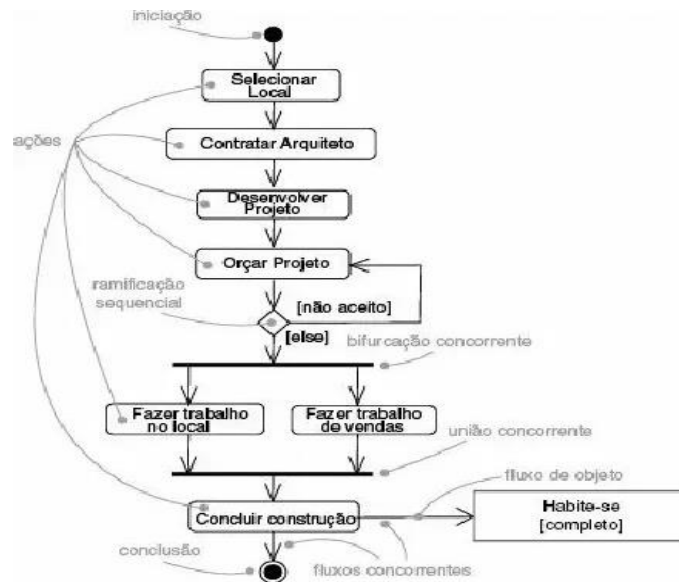 iniciação
Selecionar
Local
ações
Contratar Arquiteto
Desenvolver
Projeto
Orçar Projeto
ramificação
sequencial
[não aceito]
[else]
bifurcação concorrente
Fazer trabalho
no local
Fazer trabalho
de vendas
união concorrente
fluxo de objeto
Concluir construção
Habite-se
[completo]
conclusão
fluxos concorrentes